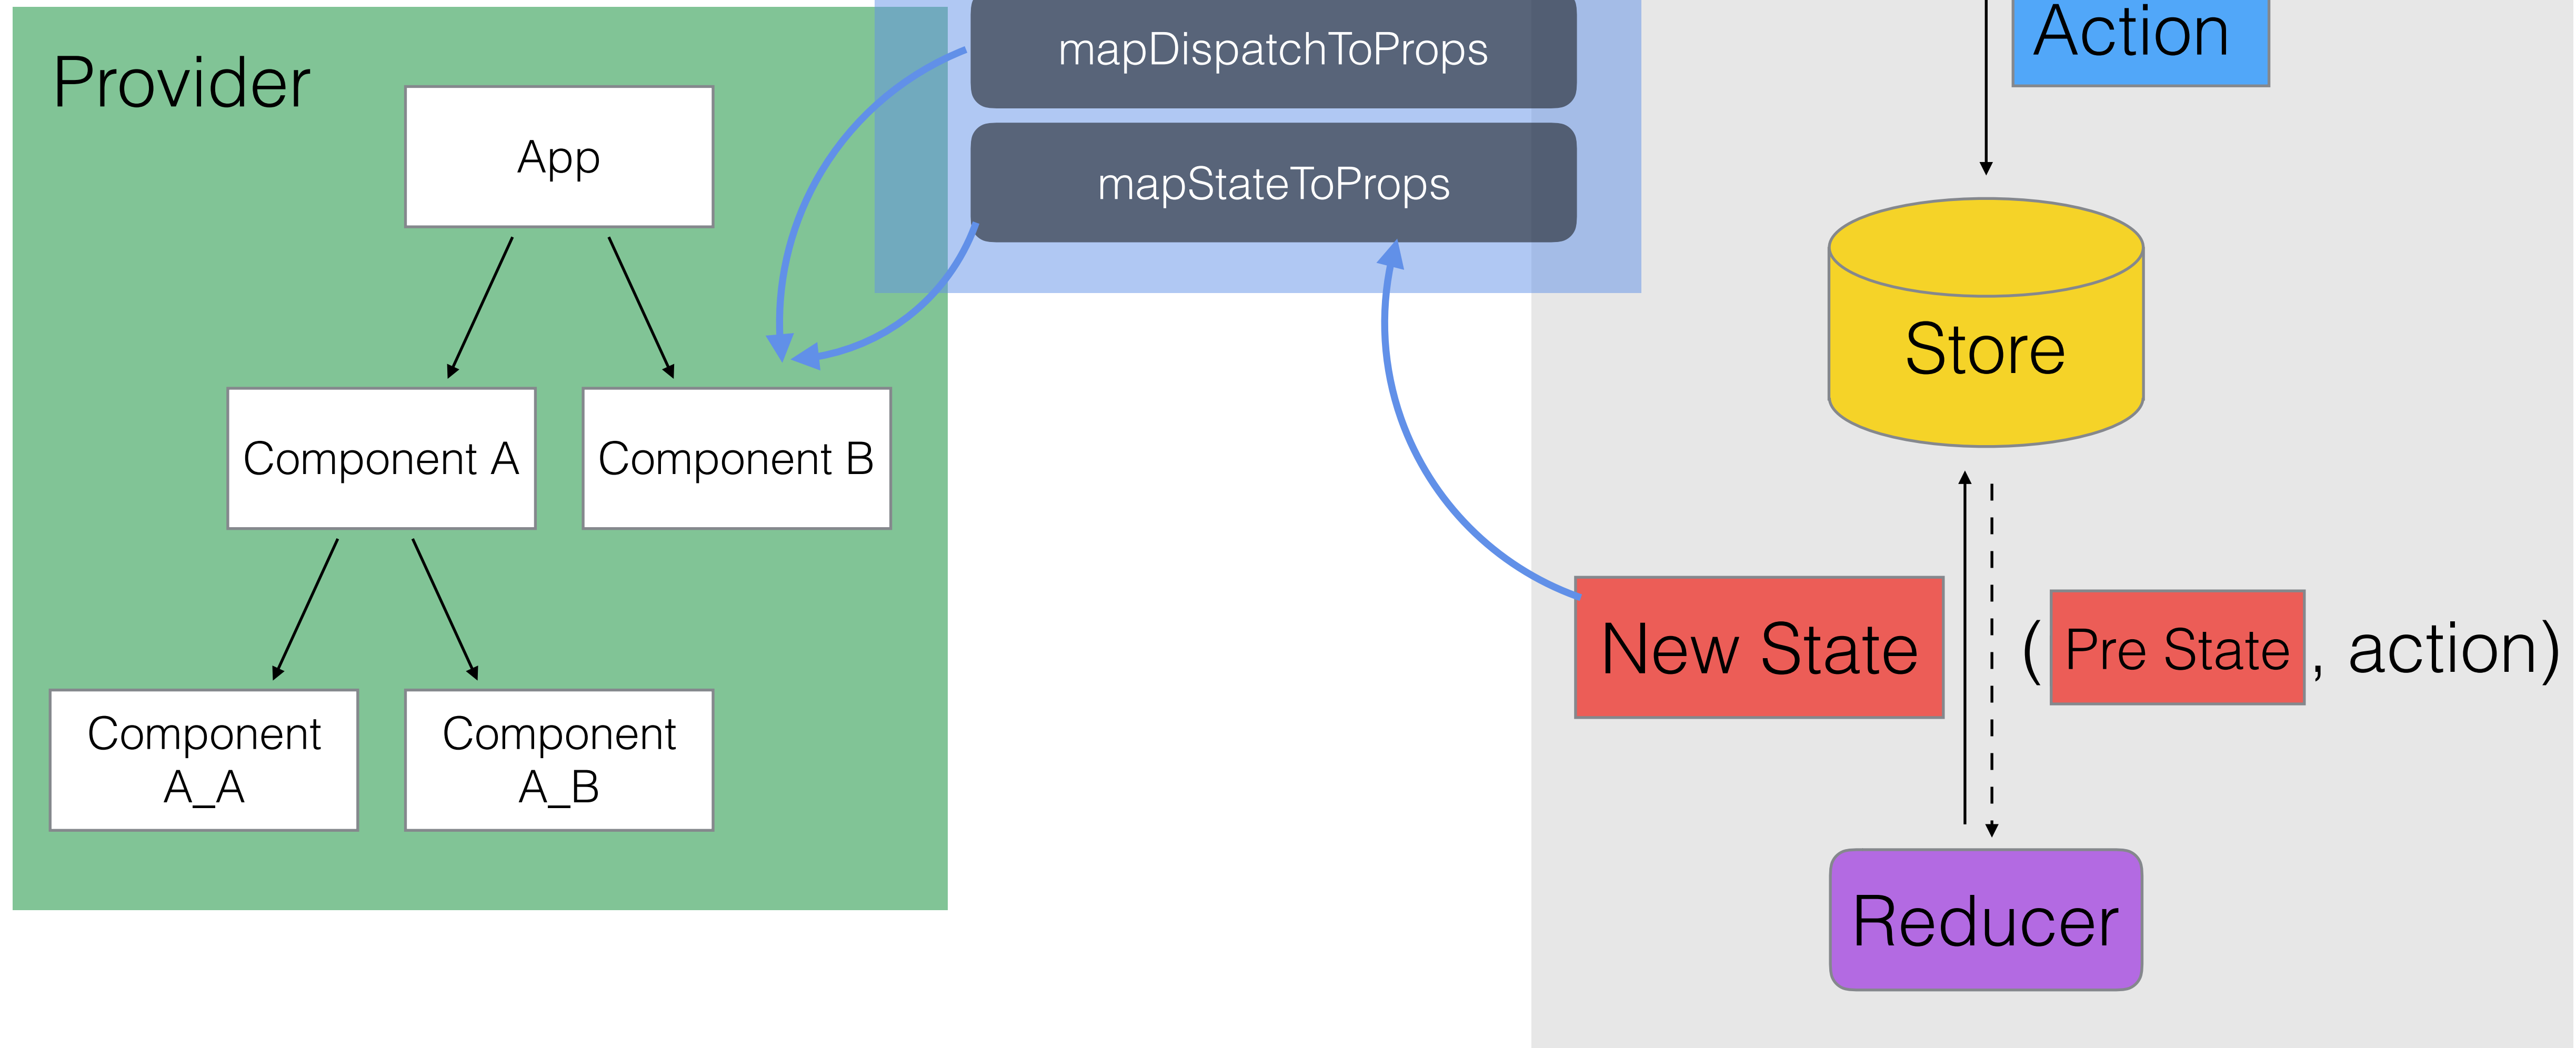 Provider
App
Component A
Component B
Component
A_A
Component
A_B
mapDispatchToProps
mapStateToProps
Action
Store
New State
( Pre State , action)
Reducer